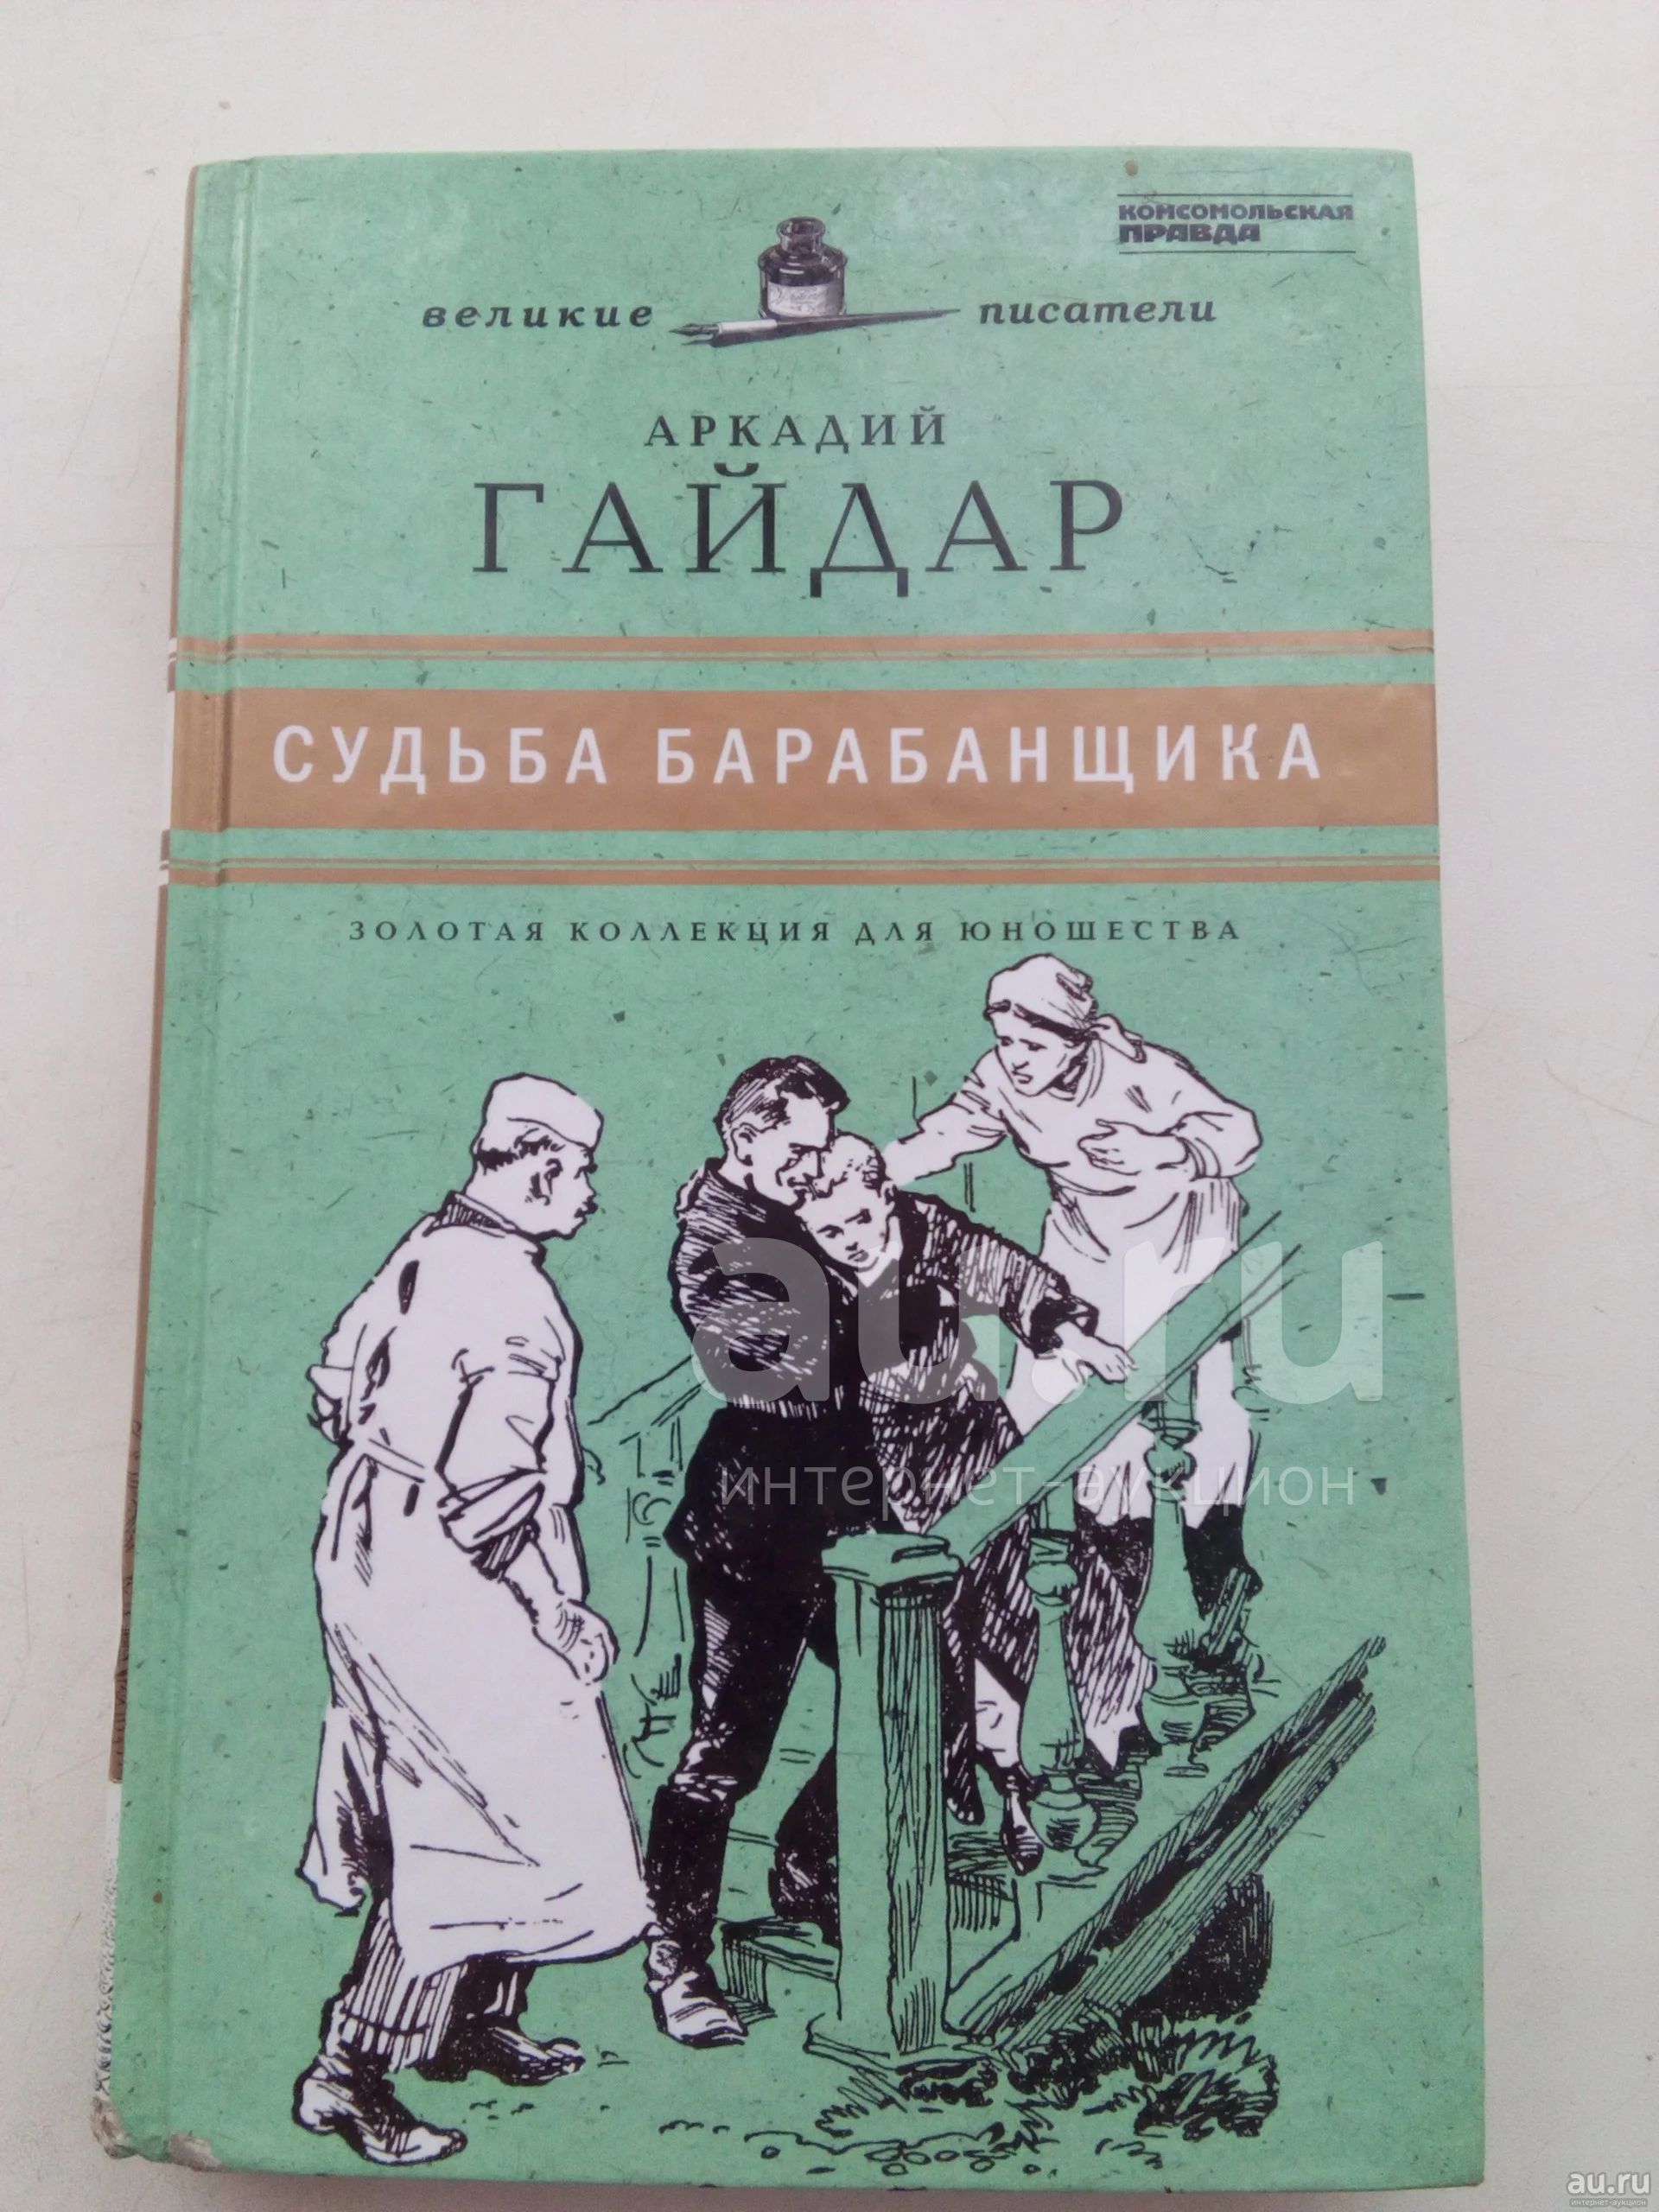 КОМСОМОЛЬСКАЯ
ПРАВДА
великие писатели
АРКАДИЙ
ГАЙДАР
СУДЬБА БАРАБАНЩИКА
ЗОЛОТАЯ КОЛЛЕКЦИЯ ДЛЯ ЮНОШЕСТВА
au.ru
интернет-аукцион
au.ru
интернет-аукцион